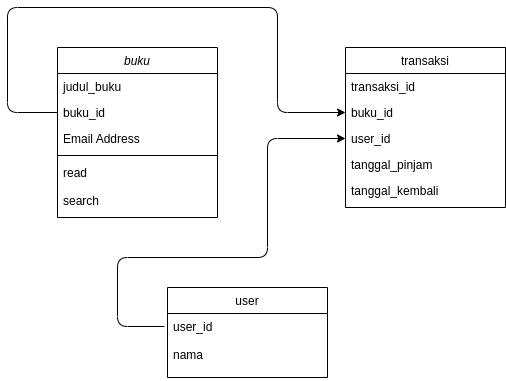 buku
judul_buku
buku_id
Email Address
read
search
transaksi
transaksi_id
buku_id
user_id
tanggal_pinjam
tanggal_kembali
user
user_id
nama